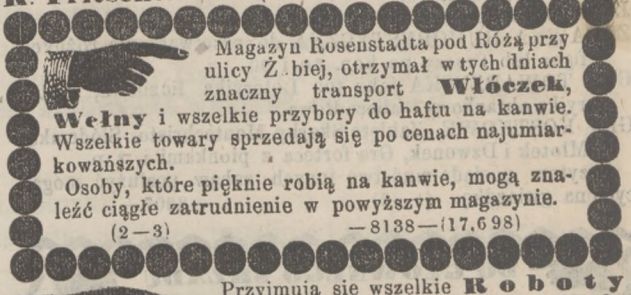 Magazyn Rosenstadta pod Różą przy
ulicy Ż biej, otrzymał w tych dniach
znaczny transport Włóczek,
Wełny i wszelkie przybory do haftu na kanwie.
Wszelkie towary sprzedają się po cenach najumiar-
kowańszych.
Osoby, które pięknie robią na kanwie, mogą zna-
leźć ciągłe zatrudnienie w powyższym magazynie.
(2—3) —8138—(17,698)
Przyjmują się wszelkie Roboty